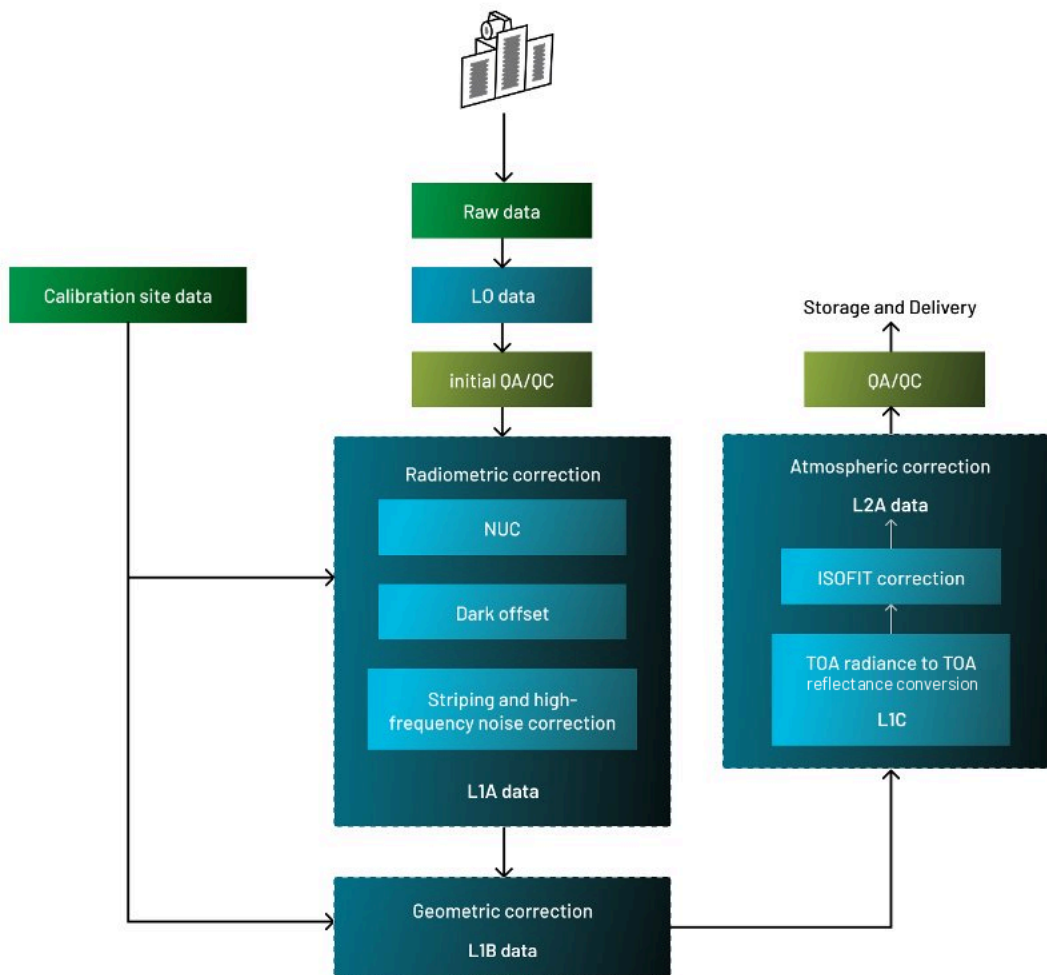 Raw data
Calibration site data
LO data
Storage and Delivery
initial QA/QC
QA/QC
Radiometric correction
NUC
Dark offset
Striping and high-
frequency noise correction
L1A data
Atmospheric correction
L2A data
ISOFIT correction
TOA radiance to TOA
reflectance conversion
L1C
Geometric correction
L1B data